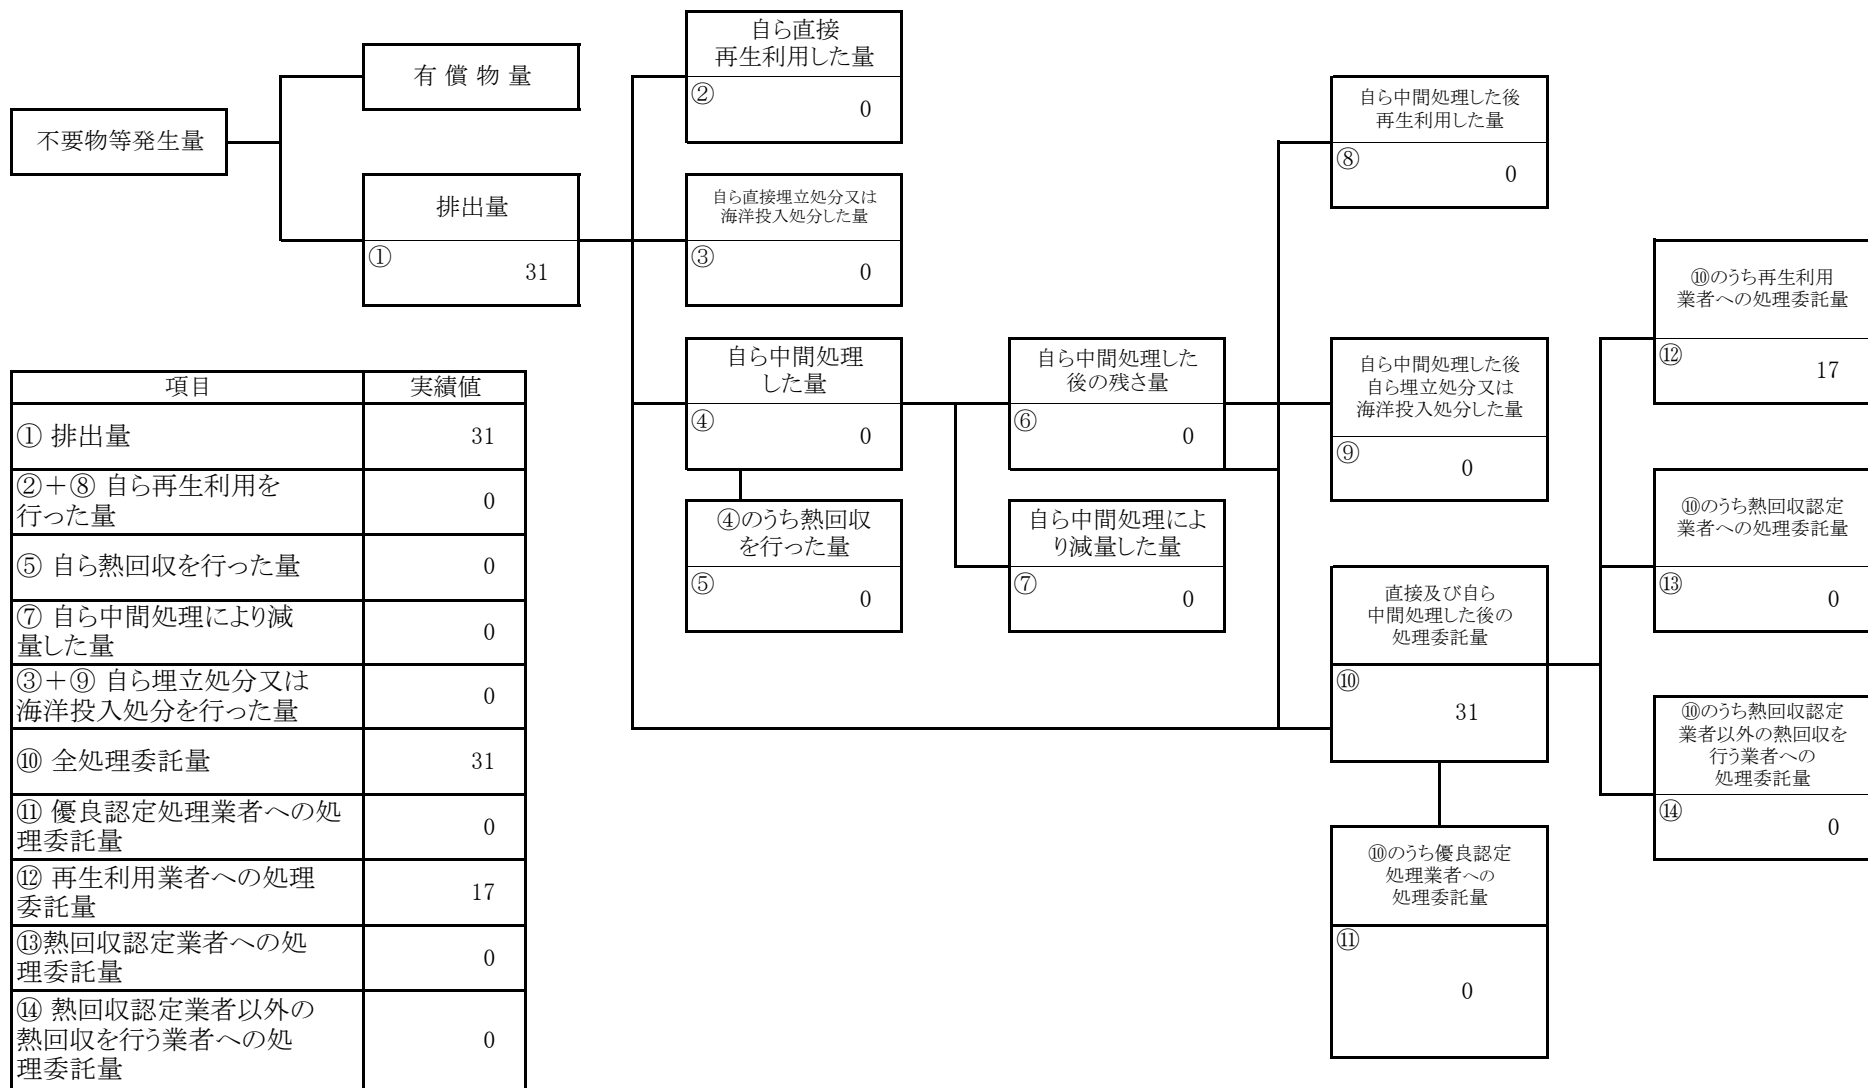 不要物等発生量
有 償 物 量
排出量
①
31
自ら直接
再生利用した量
②
0
自ら直接埋立処分又は
海洋投入処分した量
③
0
自ら中間処理
した量
④
0
④のうち熱回収
を行った量
⑤
0
自ら中間処理した
後の残さ量
⑥
0
自ら中間処理によ
り減量した量
⑦
0
自ら中間処理した後
再生利用した量
⑧
0
自ら中間処理した後
自ら埋立処分又は
海洋投入処分した量
⑨
0
直接及び自ら
中間処理した後の
処理委託量
⑩
31
⑩のうち優良認定
処理業者への
処理委託量
⑪
0
⑩のうち再生利用
業者への処理委託量
⑫
17
⑩のうち熱回収認定
業者への処理委託量
⑬
0
⑩のうち熱回収認定
業者以外の熱回収を
行う業者への
処理委託量
⑭
0
項目 実績値
① 排出量 31
②+⑧ 自ら再生利用を
行った量 0
⑤ 自ら熱回収を行った量 0
⑦ 自ら中間処理により減
量した量 0
③+⑨ 自ら埋立処分又は
海洋投入処分を行った量 0
⑩ 全処理委託量 31
⑪ 優良認定処理業者への処
理委託量 0
⑫ 再生利用業者への処理
委託量 17
⑬熱回収認定業者への処
理委託量 0
⑭ 熱回収認定業者以外の
熱回収を行う業者への処
理委託量 0